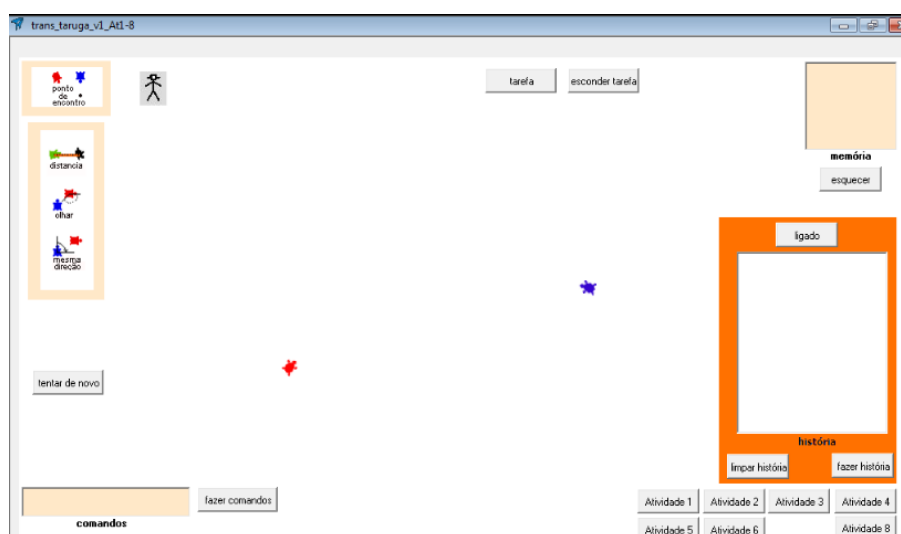 trans_taruga_v1_At1-8
ponto
de
encontro
tarefa
esconder tarefa
memória
esquecer
distancia
olhar
mesma
direção
ligado
tentar de novo
história
limpar história
fazer história
fazer comandos
comandos
Atividade 1
Atividade 2
Atividade 3
Atividade 4
Atividade 5
Atividade 6
Atividade 8